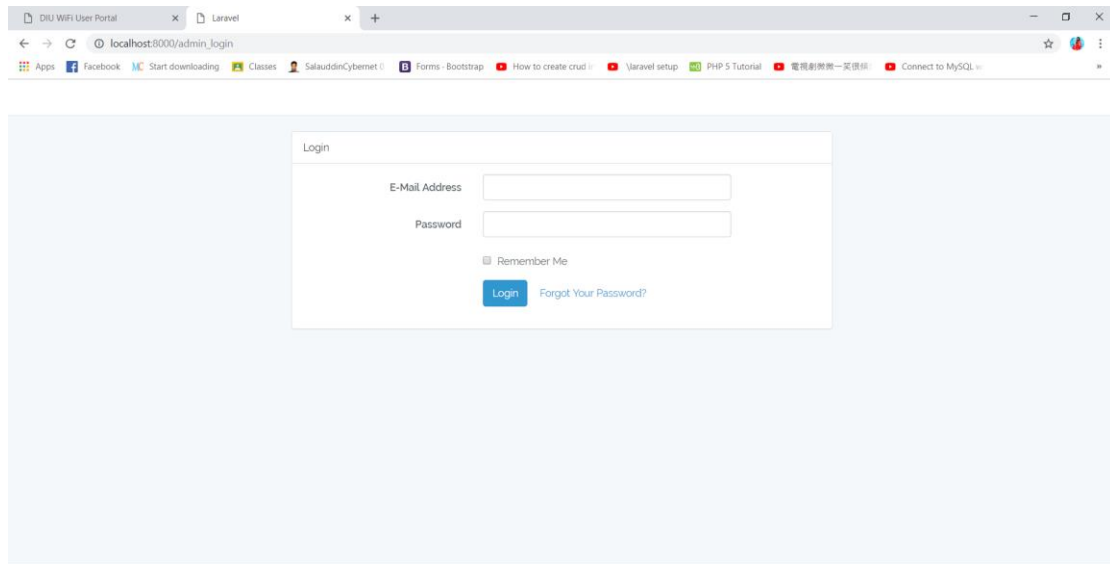 DIU WiFi User Portal
Laravel
localhost:8000/admin_login
Apps Facebook MC Start downloading Classes SalauddinCybernet B Forms - Bootstrap How to create crud \laravel setup PHP 5 Tutorial Connect to MySQL
Login
E-Mail Address
Password
Remember Me
Login Forgot Your Password?